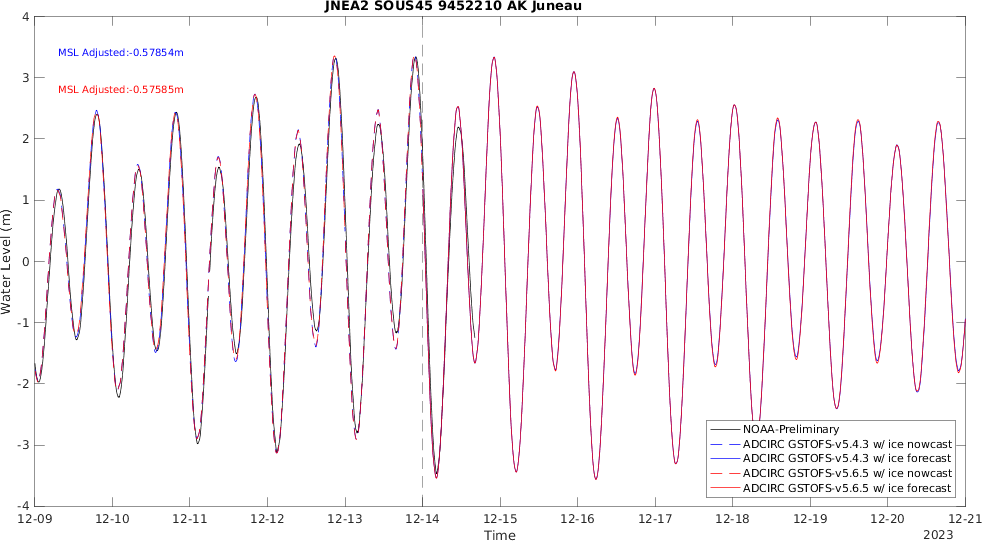 JNEA2 SOUS45 9452210 AK Juneau
MSL Adjusted:-0.57854m
MSL Adjusted:-0.57585m
Water Level (m)
4
3
2
1
0
-1
-2
-3
-4
NOAA-Preliminary
ADCIRC GSTOFS-v5.4.3 w/ ice nowcast
ADCIRC GSTOFS-v5.4.3 w/ ice forecast
ADCIRC GSTOFS-v5.6.5 w/ ice nowcast
ADCIRC GSTOFS-v5.6.5 w/ ice forecast
12-09 12-10 12-11 12-12 12-13 12-14 12-15 12-16 12-17 12-18 12-19 12-20 12-21
Time
2023